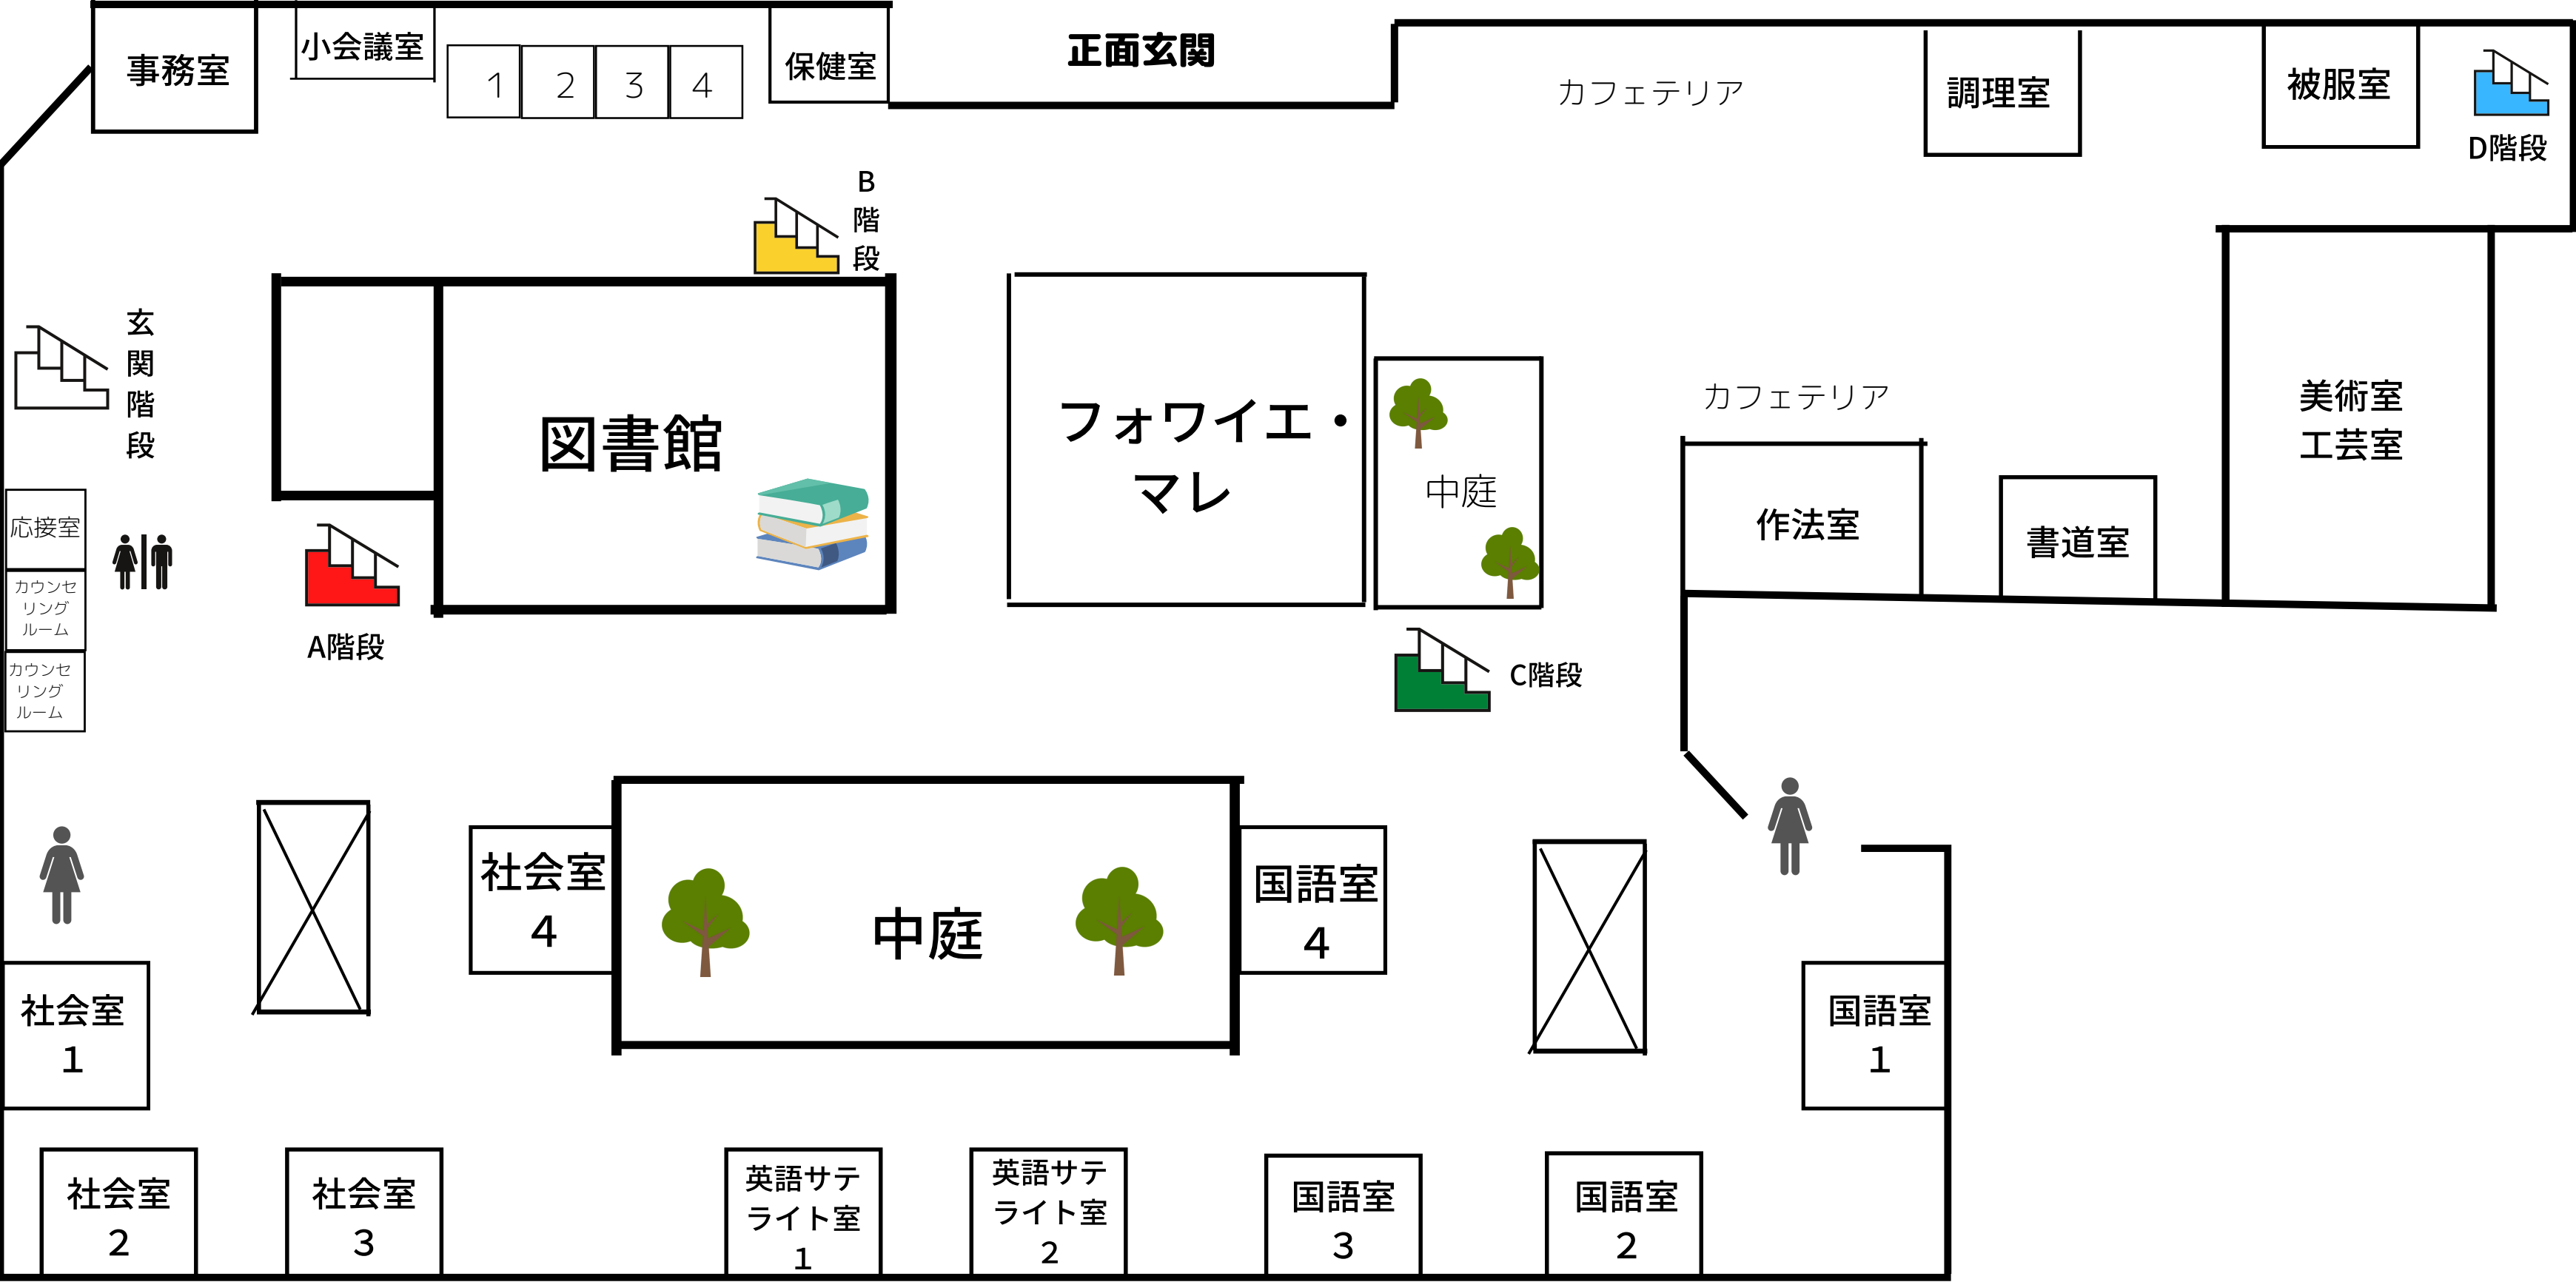 事務室
小会議室
1
2
3
4
保健室
正面玄関
カフェテリア
調理室
被服室
D階段
B
階
段
玄
関
階
段
図書館
フォワイエ・
マレ
中庭
カフェテリア
美術室
工芸室
作法室
書道室
応接室
カウンセ
リング
ルーム
カウンセ
リング
ルーム
A階段
C階段
社会室
4
中庭
国語室
4
社会室
1
国語室
1
社会室
2
社会室
3
英語サテ
ライト室
1
英語サテ
ライト室
2
国語室
3
国語室
2